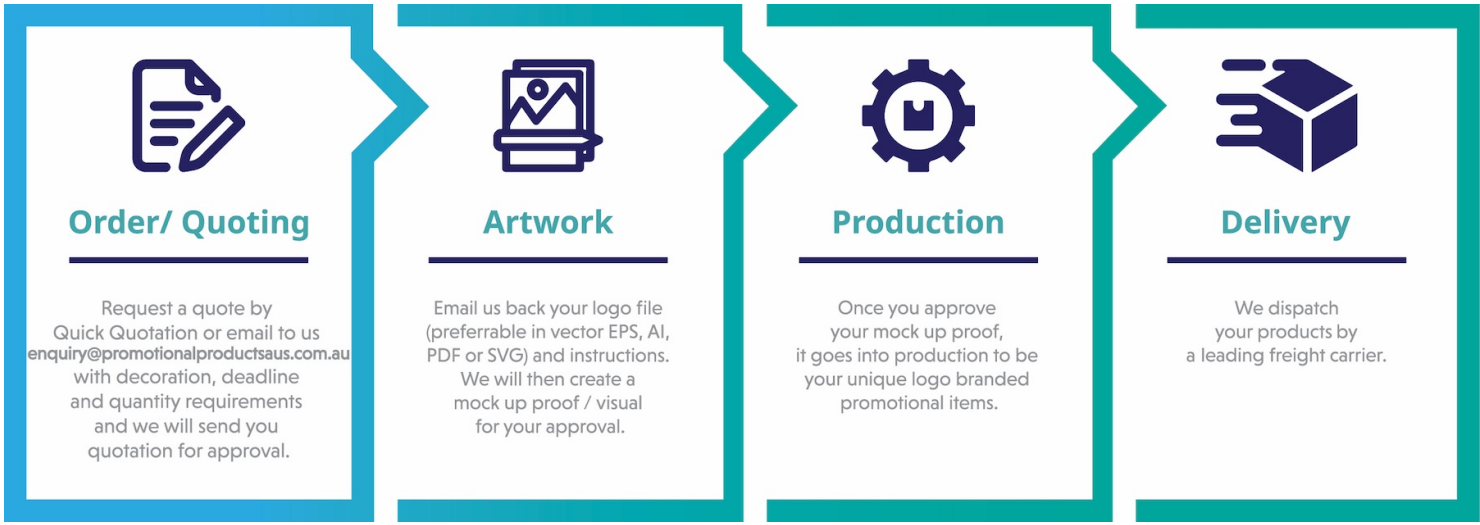 Order/ Quoting
Request a quote by
Quick Quotation or email to us
enquiry@promotionalproductsaus.com.au
with decoration, deadline
and quantity requirements
and we will send you
quotation for approval.
Artwork
Email us back your logo file
(preferrable in vector EPS, AI,
PDF or SVG) and instructions.
We will then create a
mock up proof / visual
for your approval.
Production
Once you approve
your mock up proof,
it goes into production to be
your unique logo branded
promotional items.
Delivery
We dispatch
your products by
a leading freight carrier.